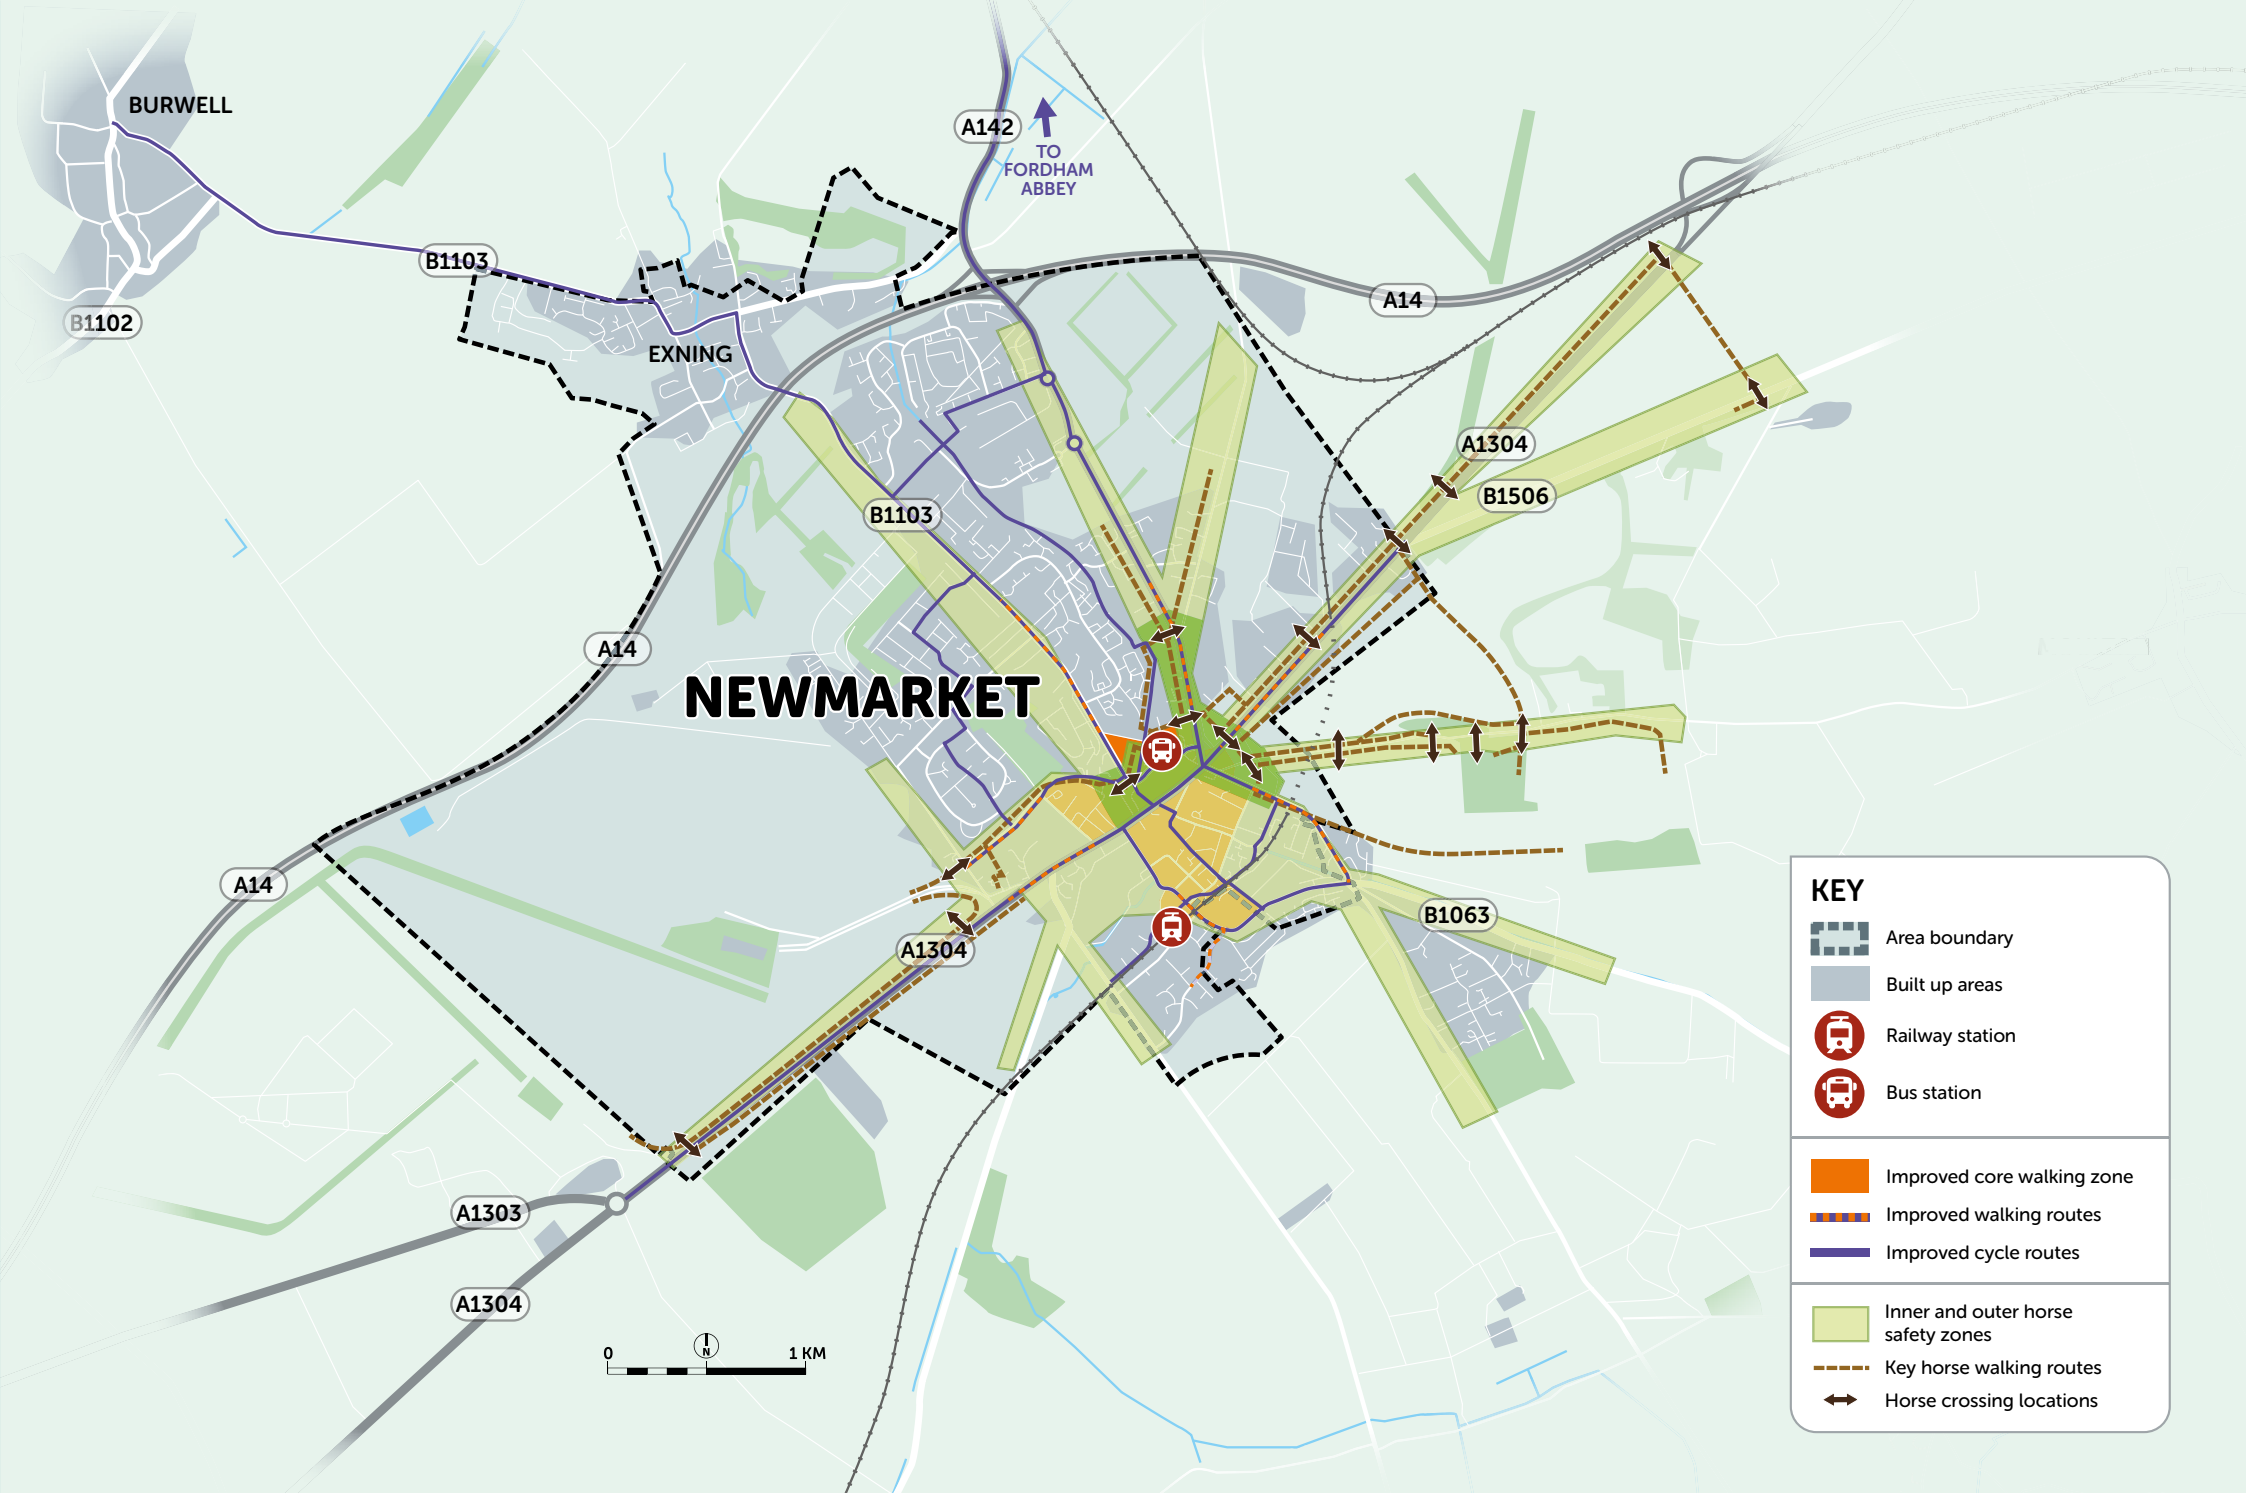 BURWELL
A142
TO
FORDHAM
ABBEY
B1103
A14
B1102
EXNING
A1304
B1506
B1103
A14
NEWMARKET
A14
A1304
B1063
A1303
A1304
0
N
1 KM
KEY
Area boundary
Built up areas
Railway station
Bus station
Improved core walking zone
Improved walking routes
Improved cycle routes
Inner and outer horse
safety zones
Key horse walking routes
Horse crossing locations